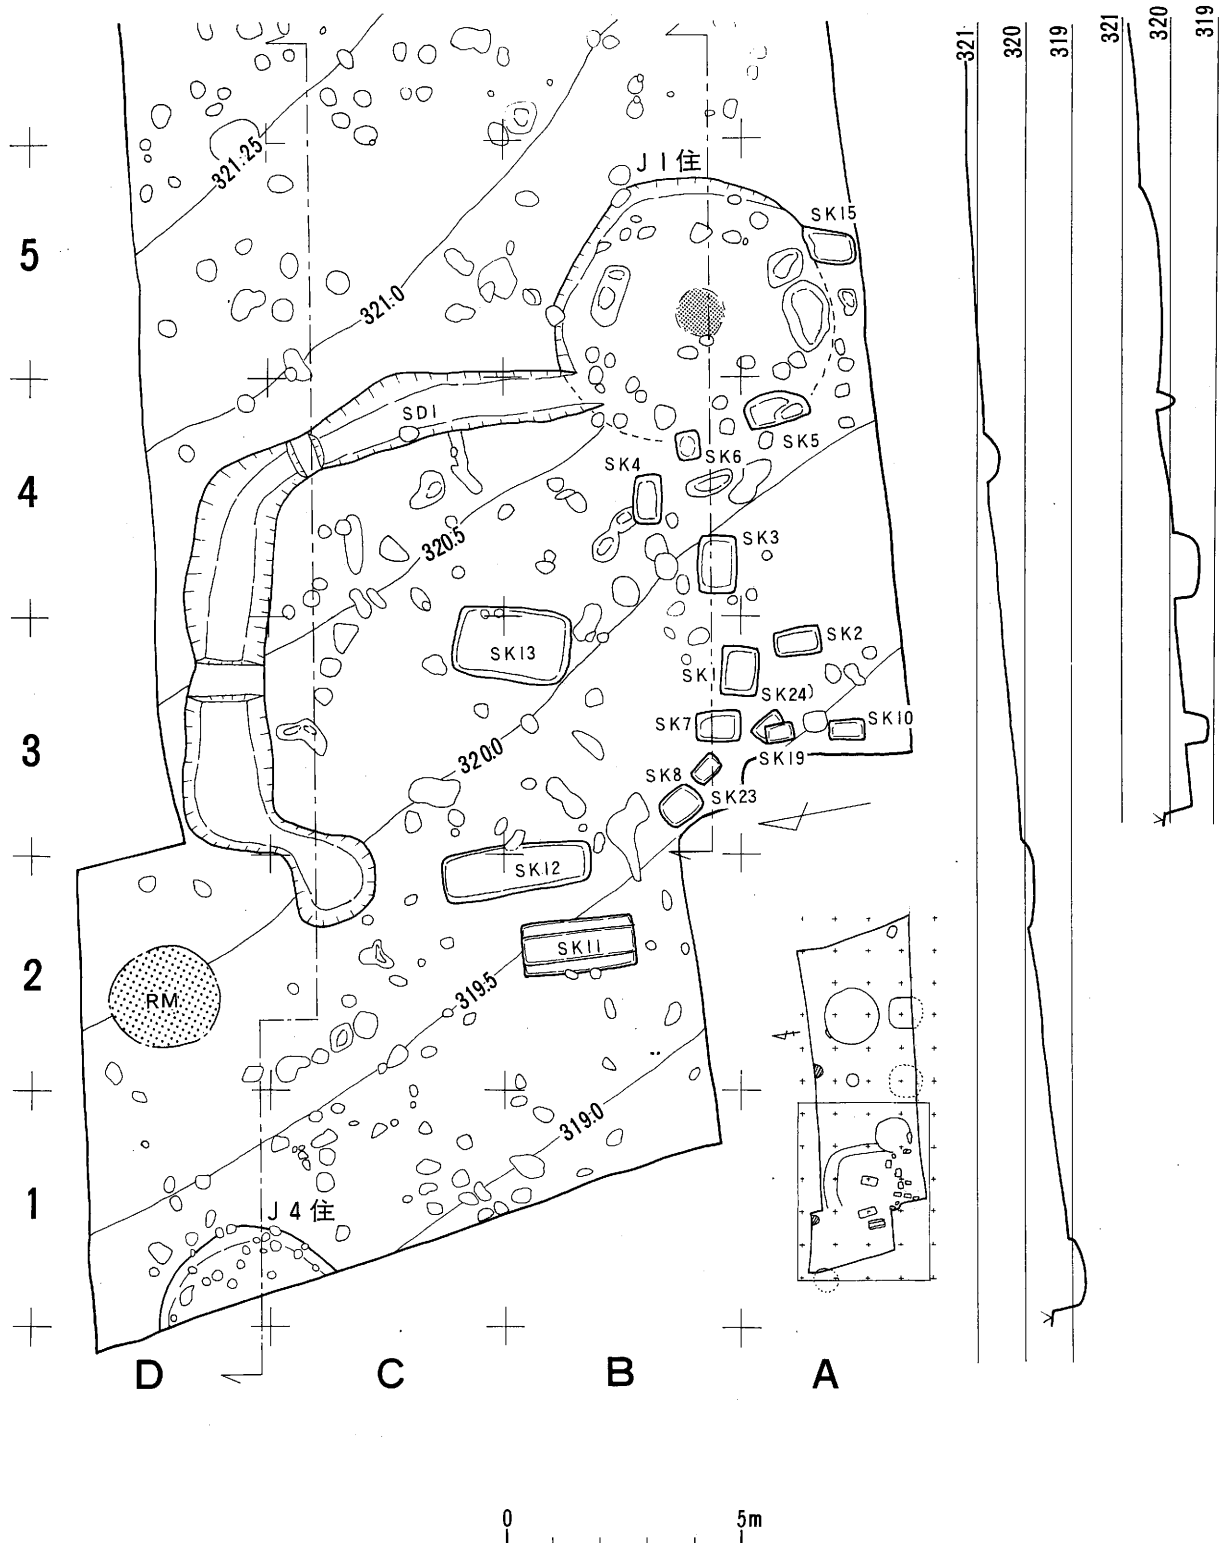 321
320
319
321
320
319
321.25
J1住
SK15
5
321.0
SD1
SK5
SK6
SK4
4
320.5
SK3
SK2
SK13
SK1
SK24)
SK7
SK10
3
320.0
SK19
SK8
SK23
SK12
SK11
2
RM
319.5
319.0
1
J4住
D
C
B
A
0
5m